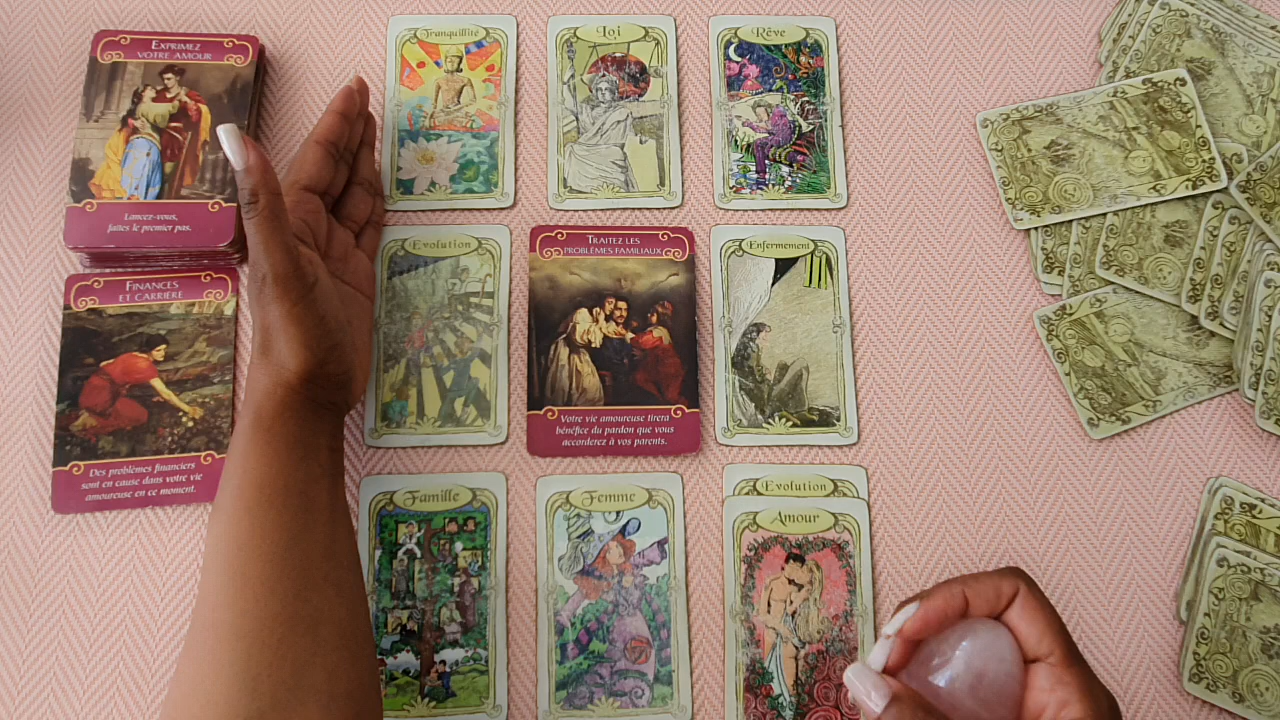 EXPRIMEZ
VOTRE AMOUR
Lancez-vous,
faites le premier pas.
FINANCES
ET CARRIÈRE
Des problèmes financiers
sont en cause dans votre vie
amoureuse en ce moment.
Tranquillité
Loi
Rêve
Evolution
TRAITEZ LES
PROBLÈMES FAMILIAUX
Votre vie amoureuse tirera
bénéfice du pardon que vous
accorderez à vos parents.
Enfermement
Famille
Femme
Evolution
Amour